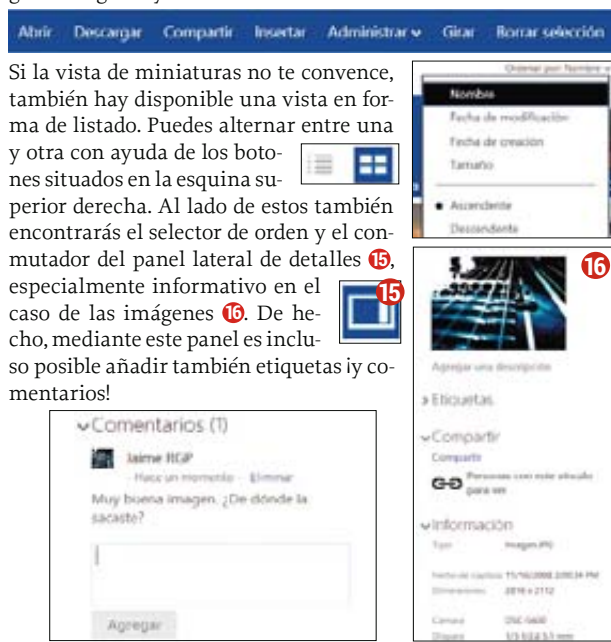 Abrir Descargar Compartir Insertar Administrar Girar Borrar selección
Si la vista de miniaturas no te convence,
también hay disponible una vista en for-
ma de listado. Puedes alternar entre una
y otra con ayuda de los boto-
nes situados en la esquina su-
perior derecha. Al lado de estos también
encontrarás el selector de orden y el con-
mutador del panel lateral de detalles 15,
especialmente informativo en el
caso de las imágenes 16. De he-
cho, mediante este panel es inclu-
so posible añadir también etiquetas ¡y co-
mentarios!
15
Comentarios (1)
Jaime RGP
Hace un momento - Eliminar
Muy buena imagen. ¿De dónde la
sacaste?
Agregar
Ordenar por: Nombre
Nombre
Fecha de modificación
Fecha de creación
Tamaño
Ascendente
Descendente
16
Agregar una descripción
Etiquetas
Compartir
Compartir
Personas con este vínculo
para ver
Información
Tipo Imagen JPG
Fecha de captura
Dimensiones 2816 x 2112
Cámara DSC-S600
Disparo